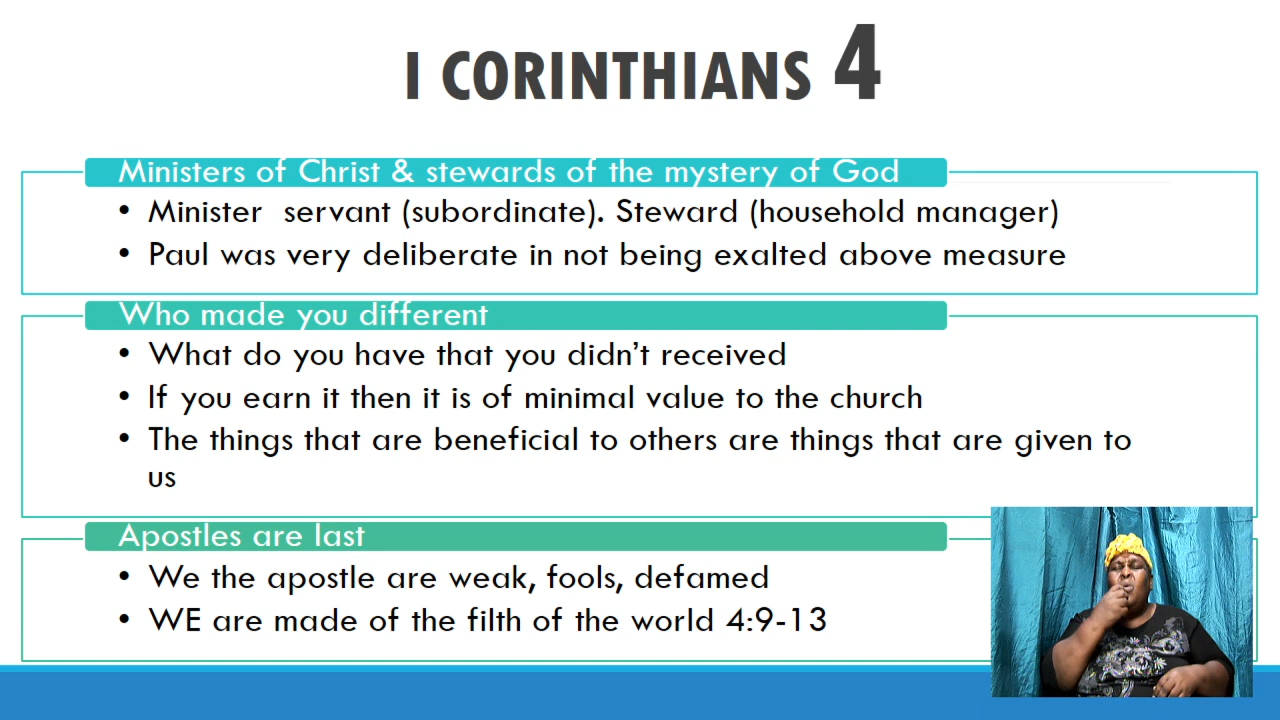 I CORINTHIANS 4
Ministers of Christ & stewards of the mystery of God
• Minister  servant (subordinate). Steward (household manager)
• Paul was very deliberate in not being exalted above measure
Who made you different
• What do you have that you didn’t received
• If you earn it then it is of minimal value to the church
• The things that are beneficial to others are things that are given to
us
Apostles are last
• We the apostle are weak, fools, defamed
• WE are made of the filth of the world 4:9-13